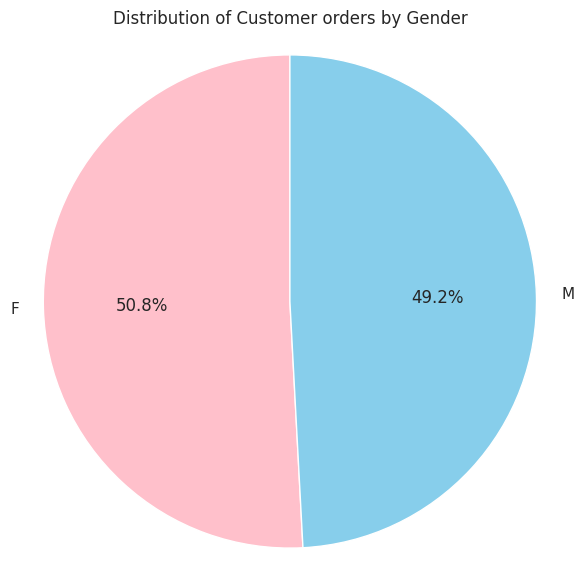 Distribution of Customer orders by Gender
F
50.8%
49.2%
M